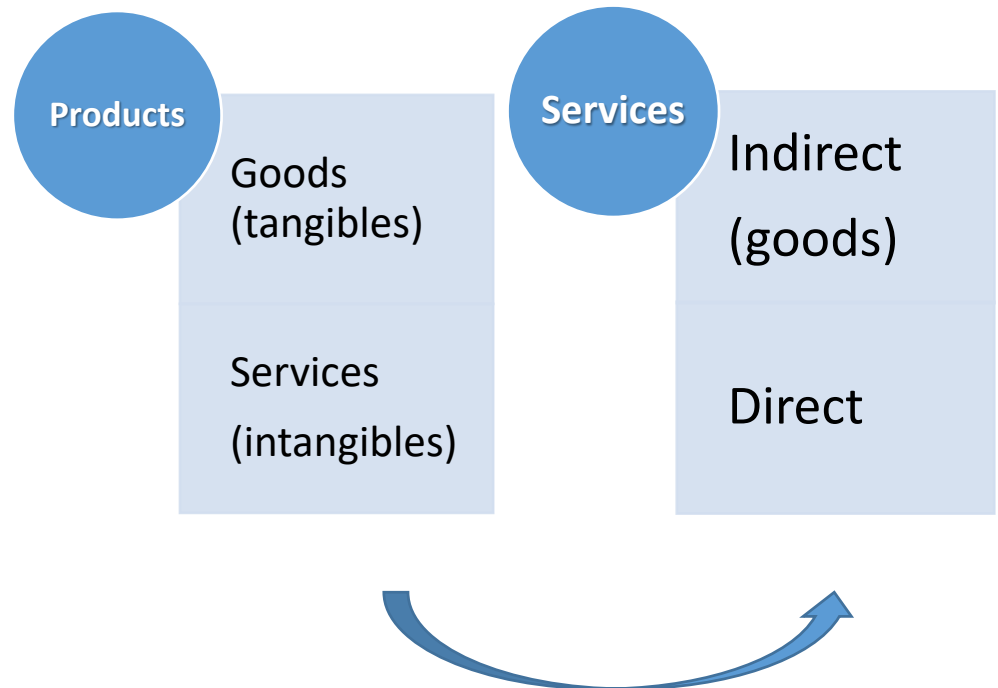 Products
Goods
(tangibles)
Services
(intangibles)
Services
Indirect
(goods)
Direct